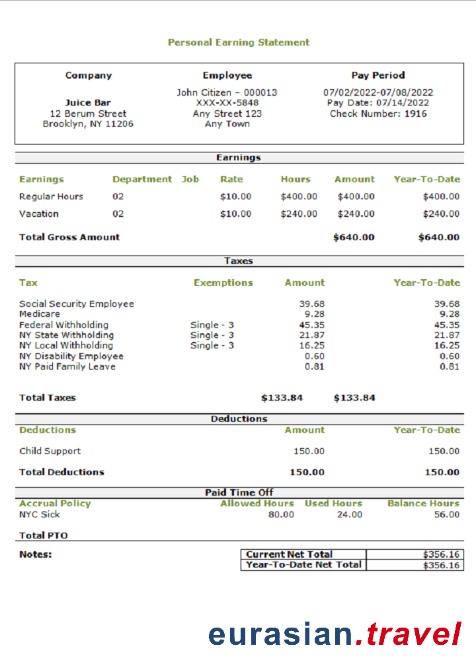 Personal Earning Statement
Company Employee Pay Period
John Citizen – 000013 07/02/2022-07/08/2022
Juice Bar XXX-XX-5848 Pay Date: 07/14/2022
12 Berum Street Any Street 123 Check Number: 1916
Brooklyn, NY 11206 Any Town
Earnings
Earnings Department Job Rate Hours Amount Year-To-Date
Regular Hours 02 $10.00 $400.00 $400.00 $400.00
Vacation 02 $10.00 $240.00 $240.00 $240.00
Total Gross Amount $640.00 $640.00
Taxes
Tax Exemptions Amount Year-To-Date
Social Security Employee 39.68 39.68
Medicare 9.28 9.28
Federal Withholding Single - 3 45.35 45.35
NY State Withholding Single - 3 21.87 21.87
NY Local Withholding Single - 3 16.25 16.25
NY Disability Employee 0.60 0.60
NY Paid Family Leave 0.81 0.81
Total Taxes $133.84 $133.84
Deductions
Deductions Amount Year-To-Date
Child Support 150.00 150.00
Total Deductions 150.00 150.00
Paid Time Off
Accrual Policy Allowed Hours Used Hours Balance Hours
NYC Sick 80.00 24.00 56.00
Total PTO
Notes: Current Net Total $356.16
Year-To-Date Net Total $356.16
eurasian.travel